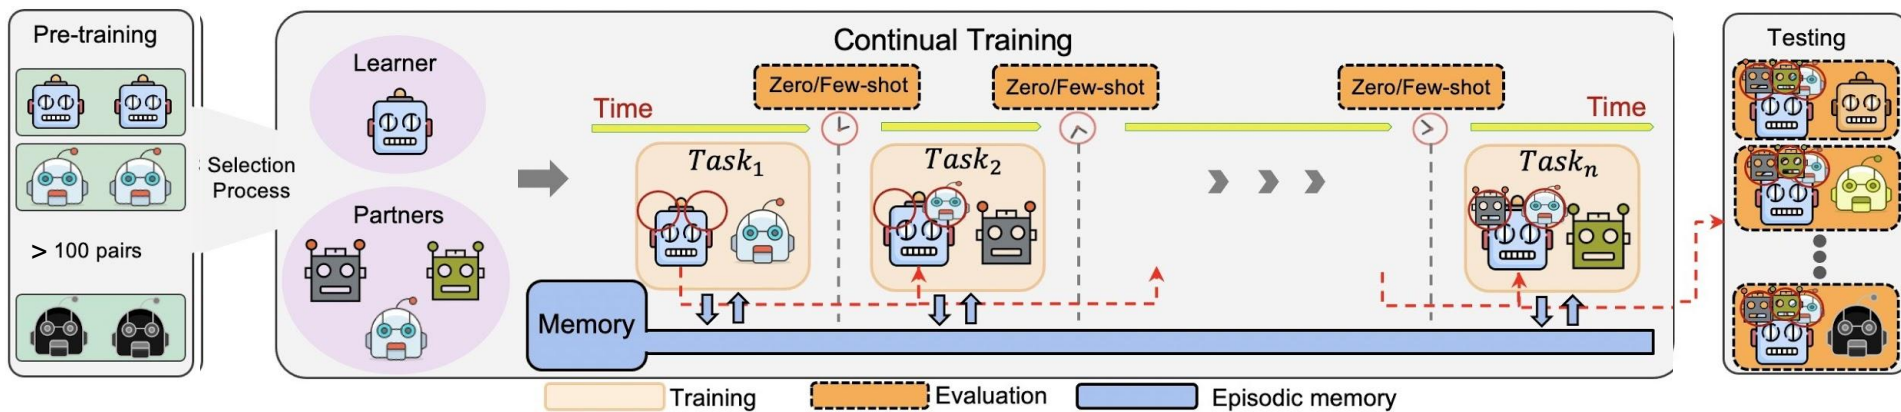 Pre-training
> 100 pairs
Selection
Process
Continual Training
Learner
Partners
Time
Zero/Few-shot
Zero/Few-shot
Zero/Few-shot
Time
Task1
Task2
Taskn
Memory
Testing
Training
Evaluation
Episodic memory